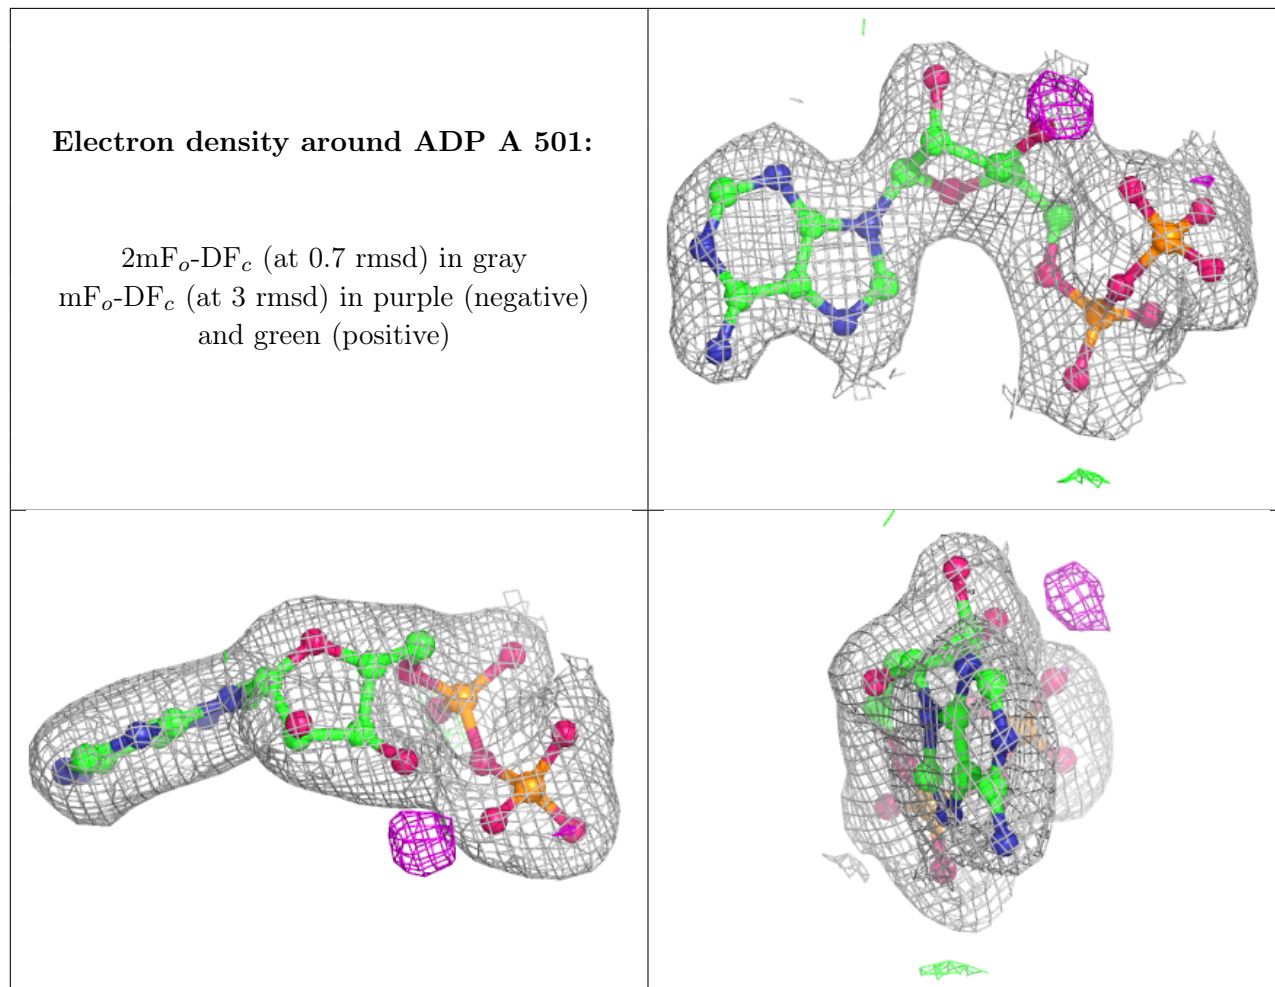 Electron density around ADP A 501:
2mFo-DFc (at 0.7 rmsd) in gray
mFo-DFc (at 3 rmsd) in purple (negative)
and green (positive)